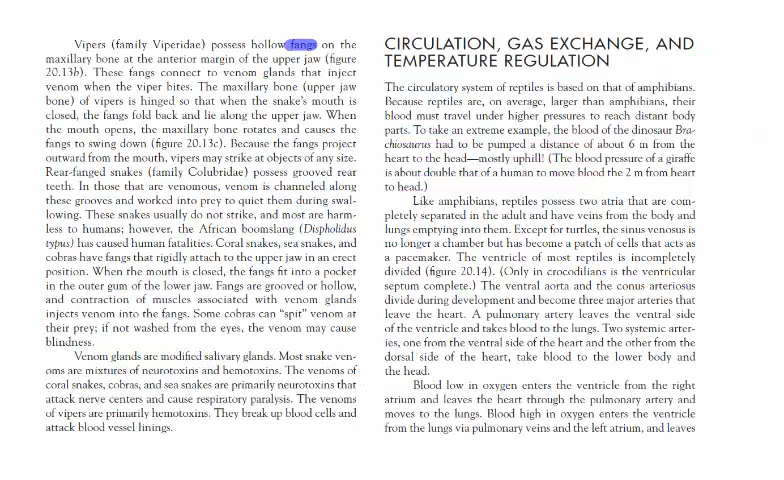 Vipers (family Viperidae) possess hollow fangs on the
maxillary bone at the anterior margin of the upper jaw (figure
20.13b). These fangs connect to venom glands that inject
venom when the viper bites. The maxillary bone (upper jaw
bone) of vipers is hinged so that when the snake's mouth is
closed, the fangs fold back and lie along the upper jaw. When
the mouth opens, the maxillary bone rotates and causes the
fangs to swing down (figure 20.13c). Because the fangs project
outward from the mouth, vipers may strike at objects of any size.
Rear-fanged snakes (family Colubridae) possess grooved rear
teeth. In those that are venomous, venom is channeled along
these grooves and worked into prey to quiet them during swal-
lowing. These snakes usually do not strike, and most are harm-
less to humans; however, the African boomslang (Dispholidus
typus) has caused human fatalities. Coral snakes, sea snakes, and
cobras have fangs that rigidly attach to the upper jaw in an erect
position. When the mouth is closed, the fangs fit into a pocket
in the outer gum of the lower jaw. Fangs are grooved or hollow,
and contraction of muscles associated with venom glands
injects venom into the fangs. Some cobras can "spit" venom at
their prey; if not washed from the eyes, the venom may cause
blindness.
Venom glands are modified salivary glands. Most snake ven-
oms are mixtures of neurotoxins and hemotoxins. The venoms of
coral snakes, cobras, and sea snakes are primarily neurotoxins that
attack nerve centers and cause respiratory paralysis. The venoms
of vipers are primarily hemotoxins. They break up blood cells and
attack blood vessel linings.
CIRCULATION, GAS EXCHANGE, AND
TEMPERATURE REGULATION
The circulatory system of reptiles is based on that of amphibians.
Because reptiles are, on average, larger than amphibians, their
blood must travel under higher pressures to reach distant body
parts. To take an extreme example, the blood of the dinosaur Bra-
chiosaurus had to be pumped a distance of about 6 m from the
heart to the head—mostly uphill! (The blood pressure of a giraffe
is about double that of a human to move blood the 2 m from heart
to head.)
Like amphibians, reptiles possess two atria that are com-
pletely separated in the adult and have veins from the body and
lungs emptying into them. Except for turtles, the sinus venosus is
no longer a chamber but has become a patch of cells that acts as
a pacemaker. The ventricle of most reptiles is incompletely
divided (figure 20.14). (Only in crocodilians is the ventricular
septum complete.) The ventral aorta and the conus arteriosus
divide during development and become three major arteries that
leave the heart. A pulmonary artery leaves the ventral side
of the ventricle and takes blood to the lungs. Two systemic arter-
ies, one from the ventral side of the heart and the other from the
dorsal side of the heart, take blood to the lower body and
the head.
Blood low in oxygen enters the ventricle from the right
atrium and leaves the heart through the pulmonary artery and
moves to the lungs. Blood high in oxygen enters the ventricle
from the lungs via pulmonary veins and the left atrium, and leaves